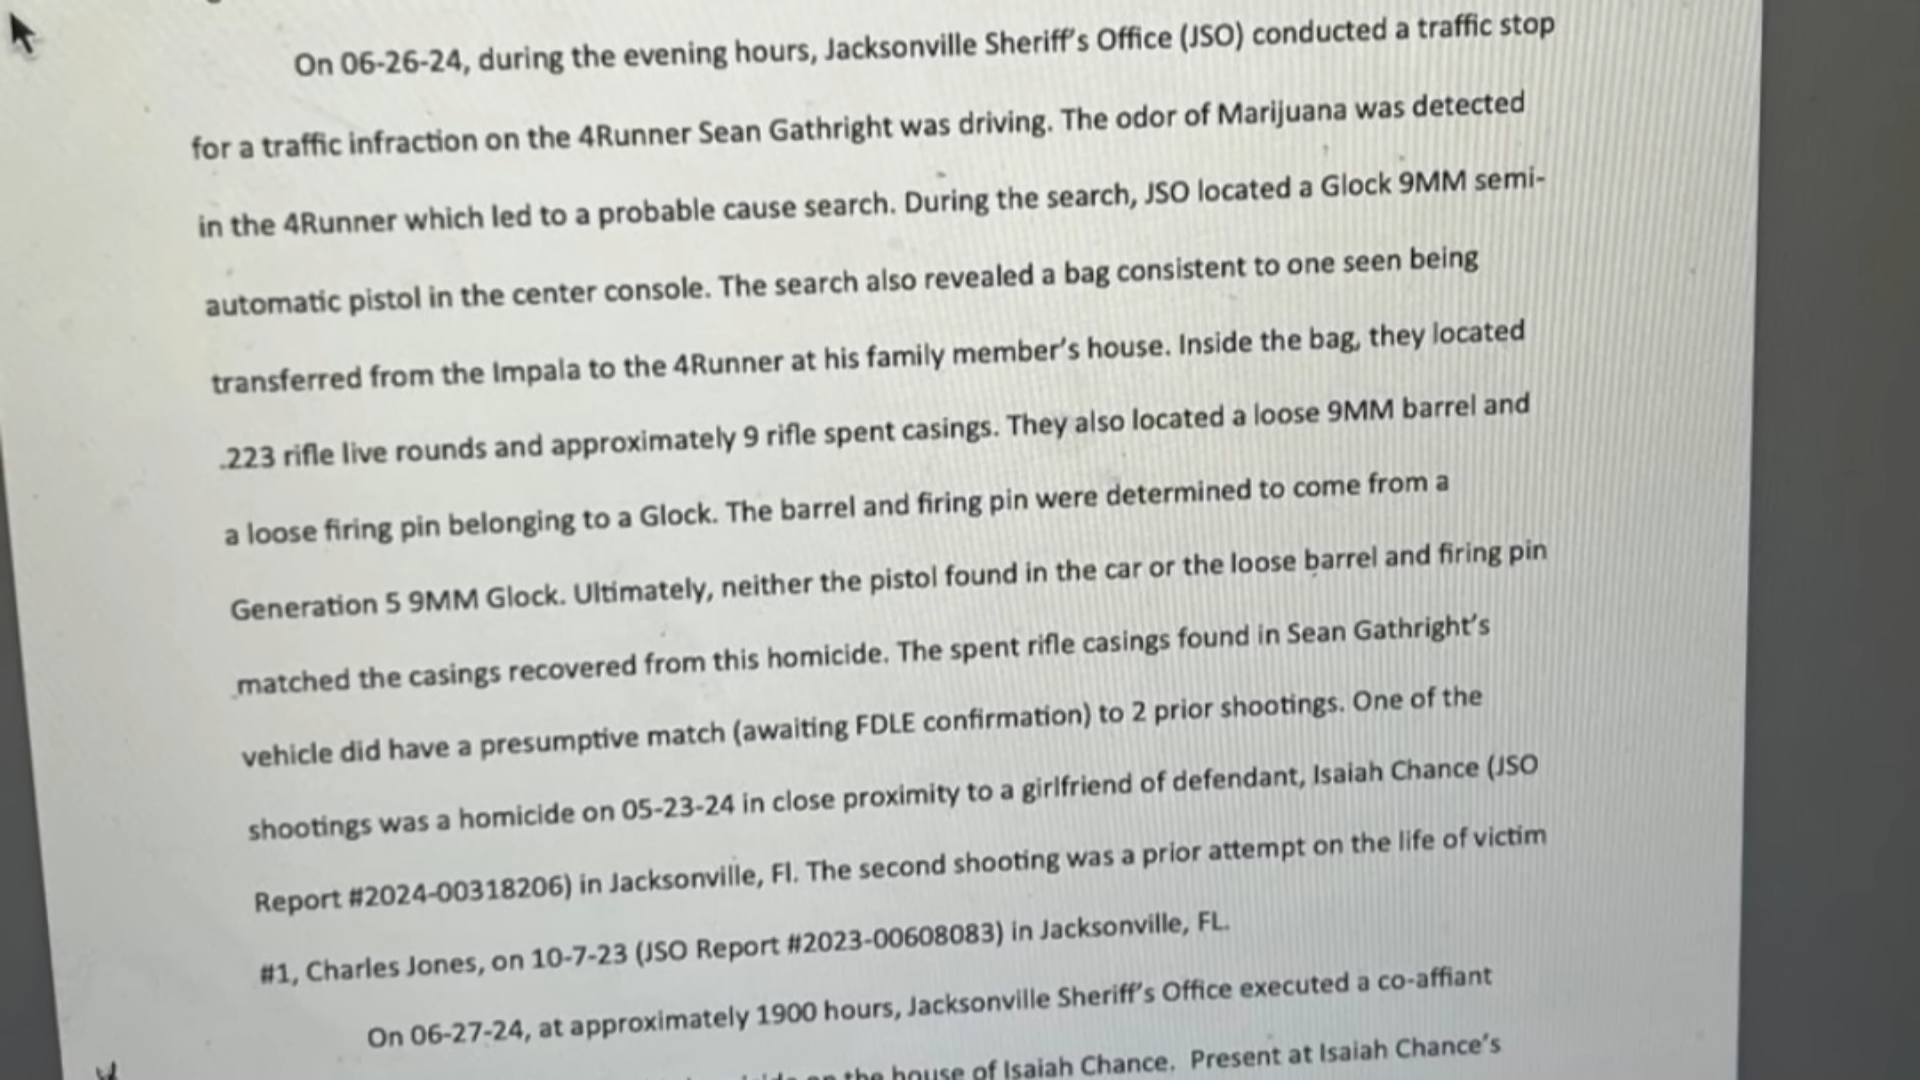 On 06-26-24, during the evening hours, Jacksonville Sheriff's Office (JSO) conducted a traffic stop
for a traffic infraction on the 4Runner Sean Gathright was driving. The odor of Marijuana was detected
in the 4Runner which led to a probable cause search. During the search, JSO located a Glock 9MM semi-
automatic pistol in the center console. The search also revealed a bag consistent to one seen being
transferred from the Impala to the 4Runner at his family member's house. Inside the bag, they located
.223 rifle live rounds and approximately 9 rifle spent casings. They also located a loose 9MM barrel and
a loose firing pin belonging to a Glock. The barrel and firing pin were determined to come from a
Generation 5 9MM Glock. Ultimately, neither the pistol found in the car or the loose barrel and firing pin
matched the casings recovered from this homicide. The spent rifle casings found in Sean Gathright's
vehicle did have a presumptive match (awaiting FDLE confirmation) to 2 prior shootings. One of the
shootings was a homicide on 05-23-24 in close proximity to a girlfriend of defendant, Isaiah Chance (JSO
Report #2024-00318206) in Jacksonville, Fl. The second shooting was a prior attempt on the life of victim
#1, Charles Jones, on 10-7-23 (JSO Report #2023-00608083) in Jacksonville, FL.
On 06-27-24, at approximately 1900 hours, Jacksonville Sheriff's Office executed a co-affiant
the house of Isaiah Chance. Present at Isaiah Chance's